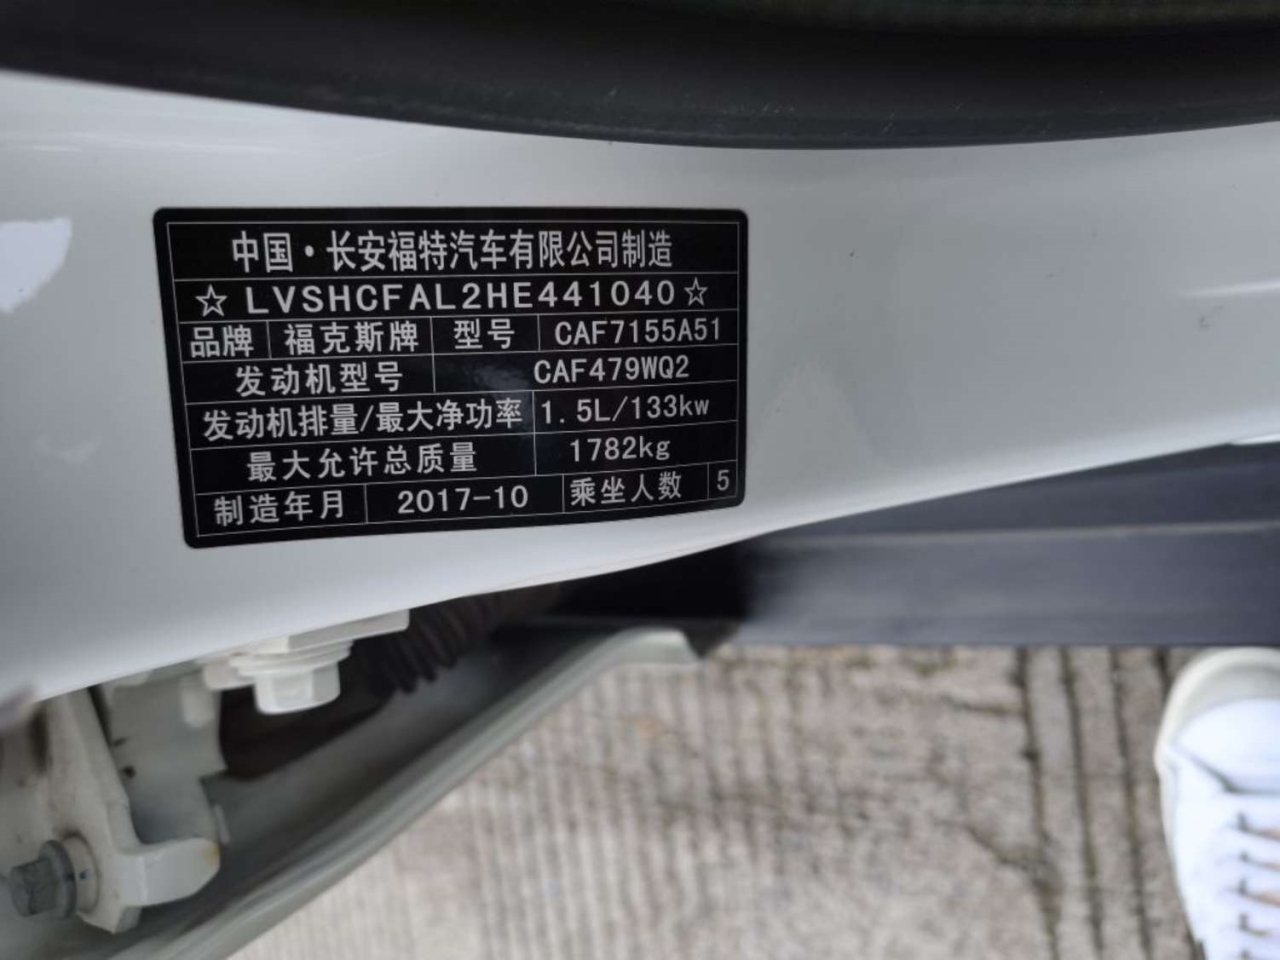 中国·长安福特汽车有限公司制造
☆LVSHCFAL2HE441040☆
品牌 福克斯牌 型号 CAF7155A51
发动机型号 CAF479WQ2
发动机排量/最大净功率 1.5L/133kw
最大允许总质量 1782kg
制造年月 2017-10 乘坐人数 5